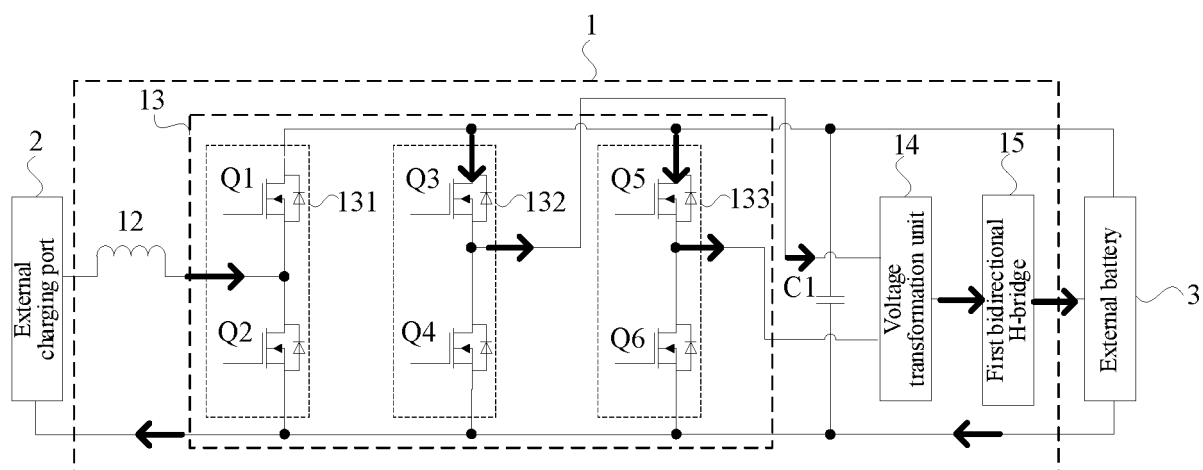 1
13
2
12
Q1
Q2
131
Q3
Q4
132
Q5
Q6
133
C1
14
15
3
External
charging port
Voltage
transformation unit
First bidirectional
H-bridge
External battery